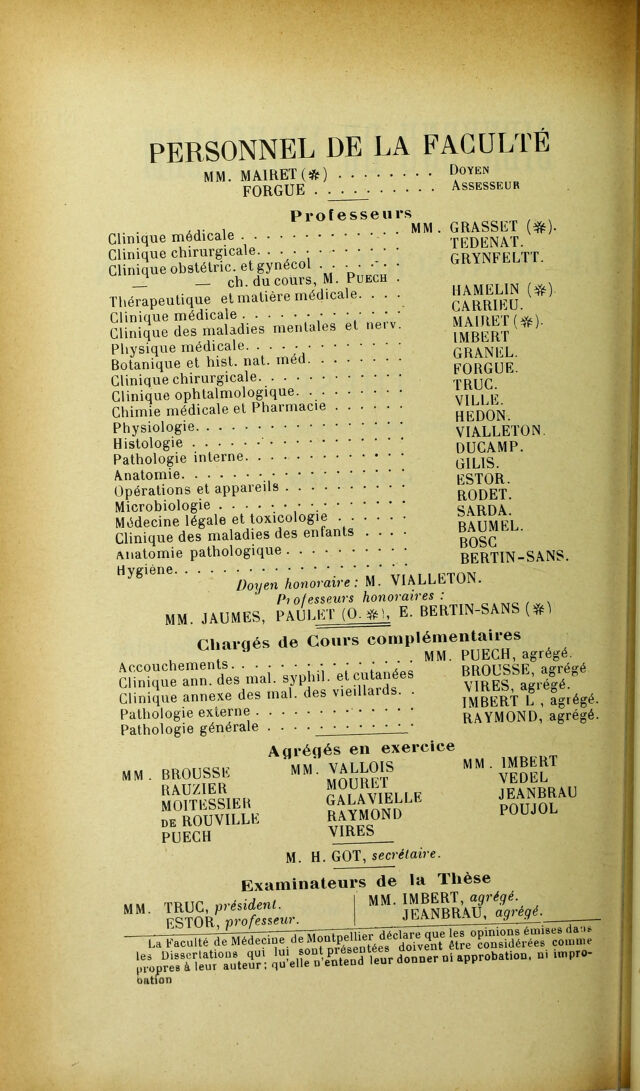 PERSONNEL DE LA FACULTÉ
MM. MAIRET (✻) . . . . . . . . DOYEN
FORGUE . . . . . . . . . . ASSESSEUR
Professeurs
Clinique médicale . . . . . . . . . . . MM. GRASSET (✻).
Clinique chirurgicale. . . . . . . . . . . TEDENAT.
Clinique obstétric. et gynécol . . . . . . GRYNFELTT.
— — ch. du cours, M. PUECH .
Thérapeutique et matière médicale. . . . HAMELIN (✻).
Clinique médicale . . . . . . . . . . . CARRIEU.
Clinique des maladies mentales et nerv. MAIRET (✻).
Physique médicale. . . . . . . . . . . IMBERT
Botanique et hist. nat. méd. . . . . . . . GRANEL.
Clinique chirurgicale. . . . . . . . . . . FORGUE.
Clinique ophtalmologique. . . . . . . . . TRUC.
Chimie médicale et Pharmacie . . . . . . VILLE.
Physiologie. . . . . . . . . . . . . . . HEDON.
Histologie . . . . . . . . . . . . . . . VIALLETON.
Pathologie interne. . . . . . . . . . . . DUCAMP.
Anatomie. . . . . . . . . . . . . . . . GILIS.
Opérations et appareils . . . . . . . . . ESTOR.
Microbiologie . . . . . . . . . . . . . RODET.
Médecine légale et toxicologie . . . . . . SARDA.
Clinique des maladies des enfants . . . . BAUMEL.
Anatomie pathologique . . . . . . . . . . BOSC
Hygiène. . . . . . . . . . . . . . . . BERTIN-SANS.
Doyen honoraire : M. VIALLETON.
Professeurs honoraires :
MM. JAUMES, PAULET (O. ✻), E. BERTIN-SANS (✻)
Chargés de Cours complémentaires
Accouchements. . . . . . . . . . . . . MM. PUECH, agrégé.
Clinique ann. des mal. syphil. et cutanées BROUSSE, agrégé
Clinique annexe des mal. des vieillards. . VIRES, agrégé.
Pathologie externe . . . . . . . . . . . IMBERT L , agrégé.
Pathologie générale . . . . . . . . . . RAYMOND, agrégé.
Agrégés en exercice
MM. BROUSSE MM. VALLOIS MM. IMBERT
RAUZIER MOURET VEDEL
MOITESSIER GALAVIELLE JEANBRAU
DE ROUVILLE RAYMOND POUJOL
PUECH VIRES
M. H. GOT, secrétaire.
Examinateurs de la Thèse
MM. TRUC, président. MM. IMBERT, agrégé.
ESTOR, professeur. JEANBRAU, agrégé.
La Faculté de Médecine de Montpellier déclare que les opinions émises dans
les Dissertations qui lui sont présentées doivent être considérées comme
propres à leur auteur ; qu'elle n'entend leur donner ni approbation, ni impro-
bation